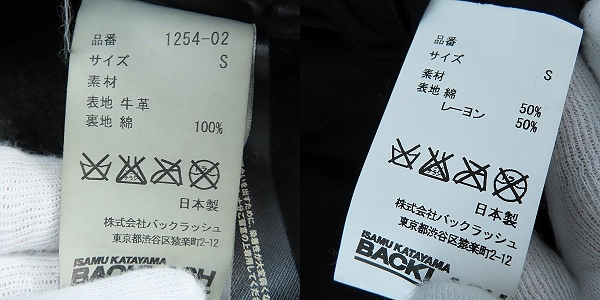 品番 1254-02
サイズ S
素材
表地 牛革
裏地 綿 100%
日本製
株式会社バックラッシュ
東京都渋谷区猿楽町2-12
ISAMU KATAYAMA
品番
サイズ S
素材
表地 綿 50%
レーヨン 50%
日本製
株式会社バックラッシュ
東京都渋谷区猿楽町2-12
ISAMU KATAYAMA